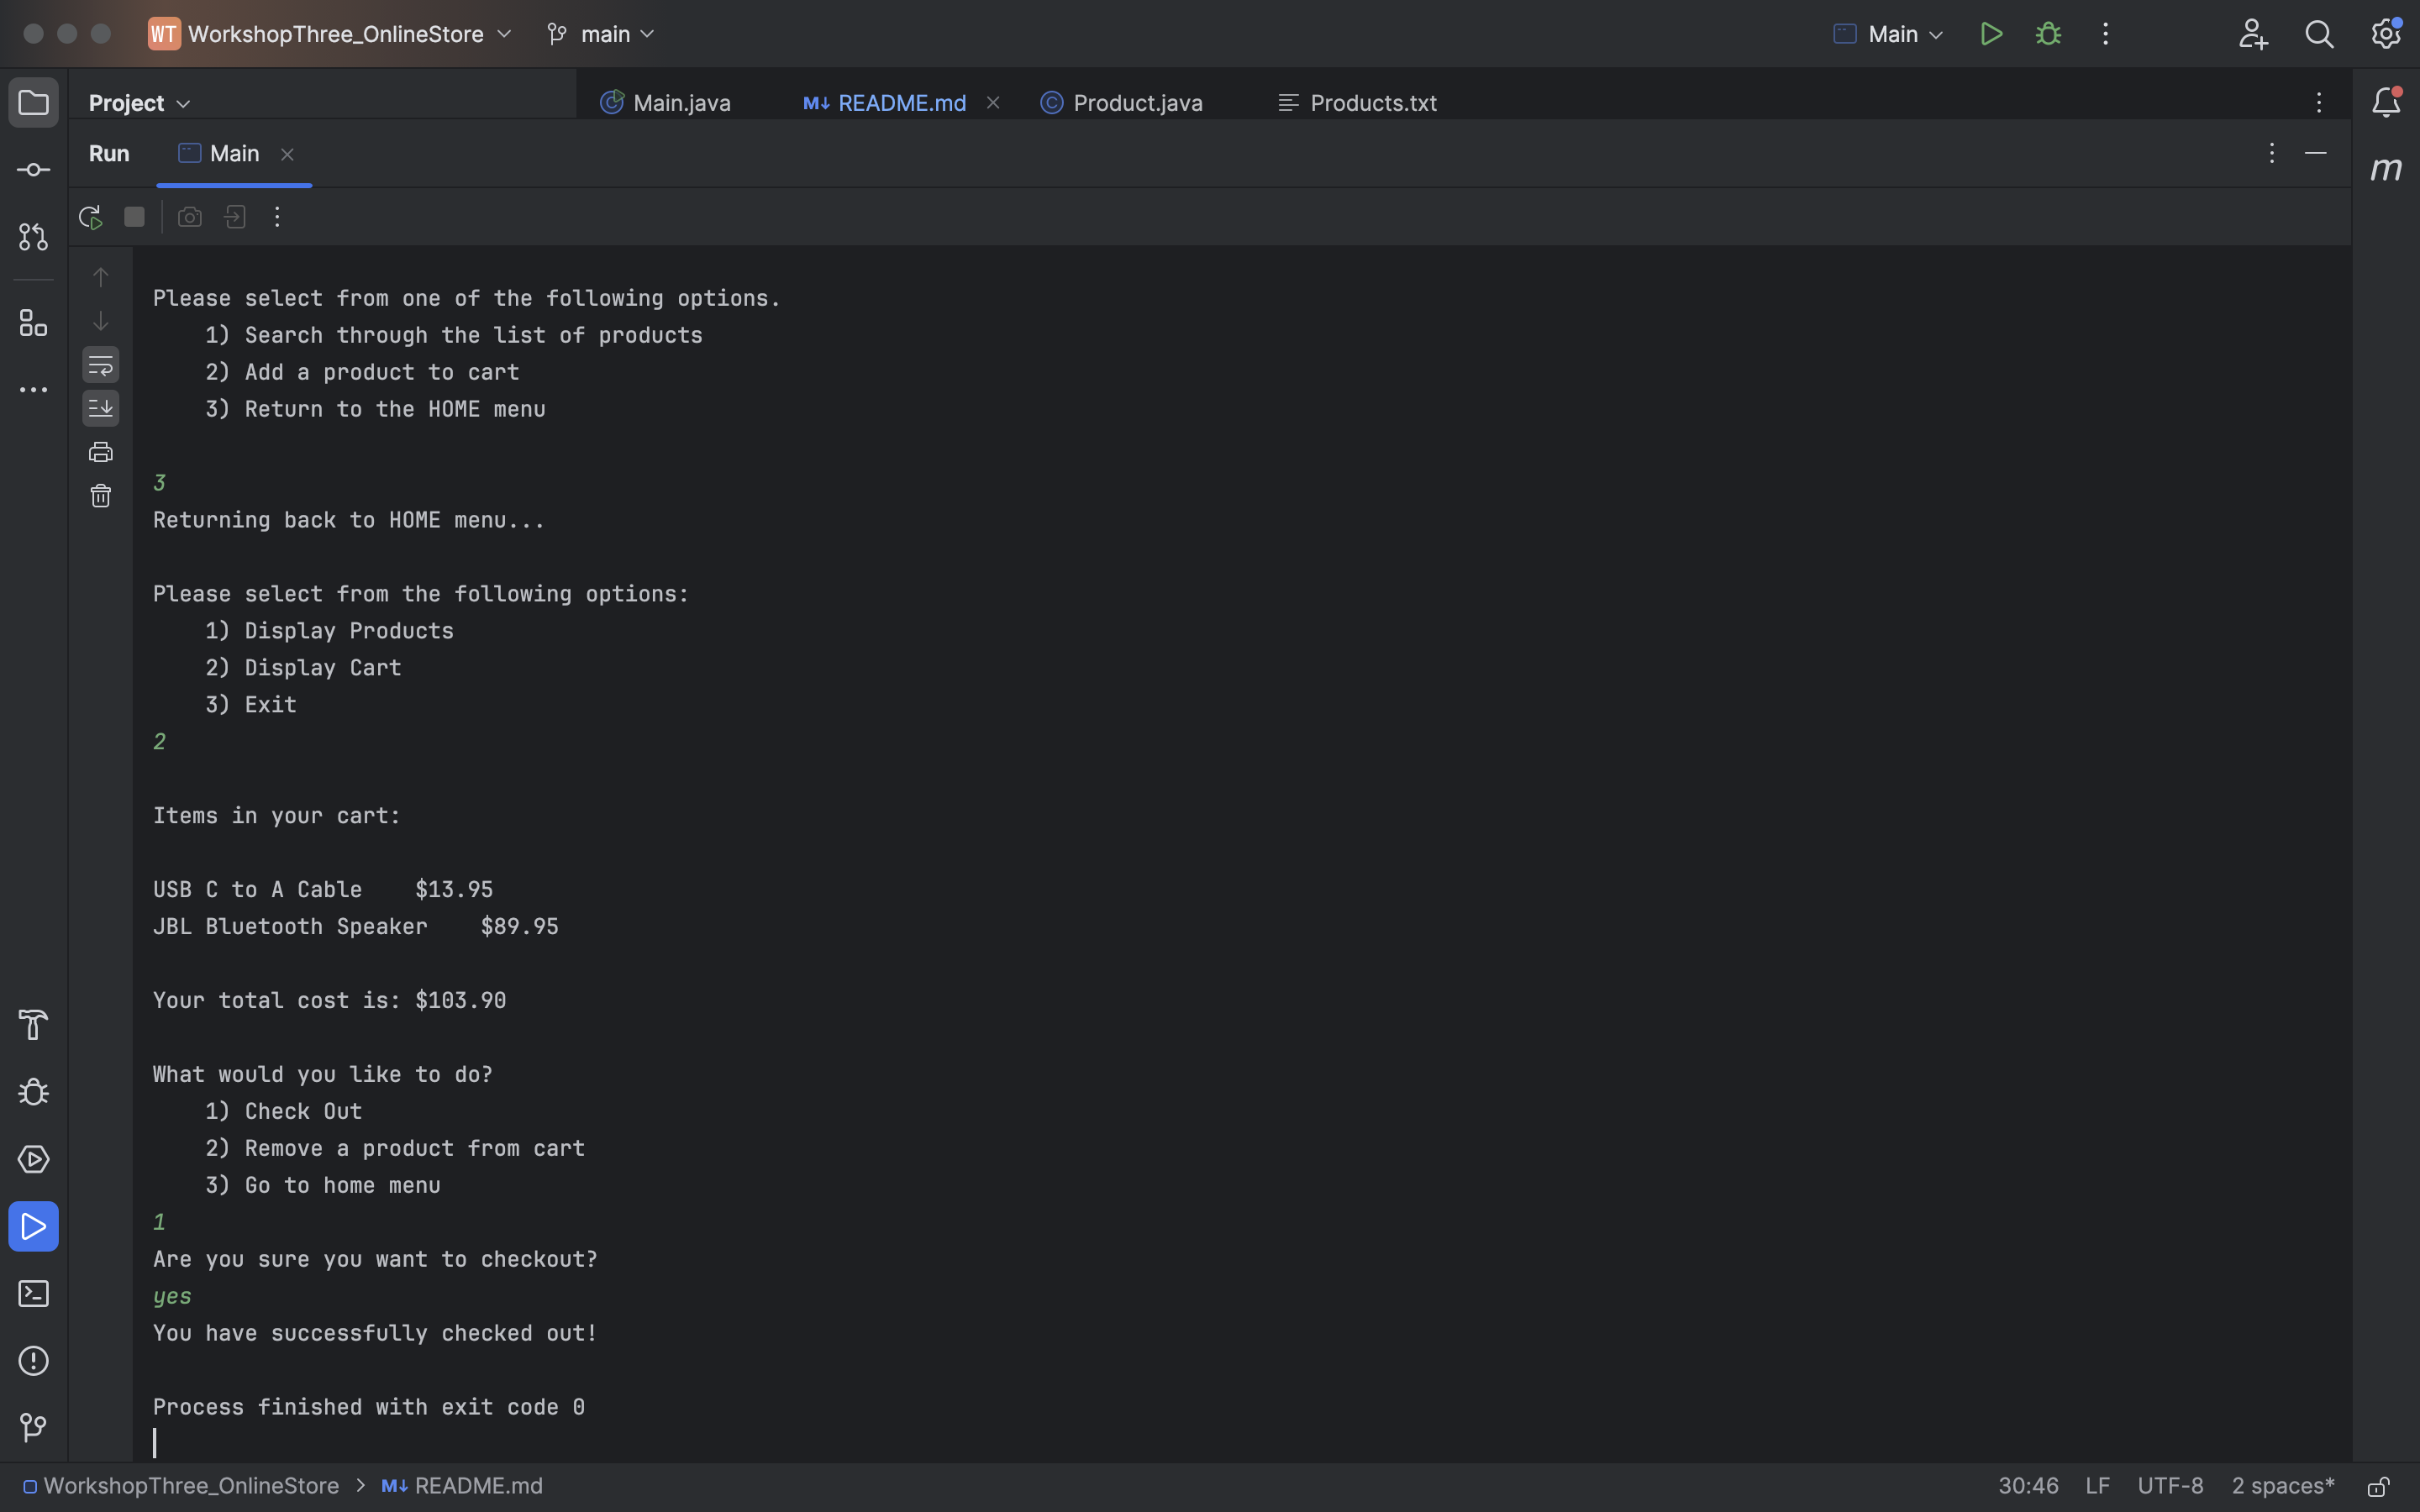 WT WorkshopThree_OnlineStore main Main
Project Main.java M↓ README.md Product.java Products.txt
Run Main
m
Please select from one of the following options.
1) Search through the list of products
2) Add a product to cart
3) Return to the HOME menu
3
Returning back to HOME menu...
Please select from the following options:
1) Display Products
2) Display Cart
3) Exit
2
Items in your cart:
USB C to A Cable $13.95
JBL Bluetooth Speaker $89.95
Your total cost is: $103.90
What would you like to do?
1) Check Out
2) Remove a product from cart
3) Go to home menu
1
Are you sure you want to checkout?
yes
You have successfully checked out!
Process finished with exit code 0
WorkshopThree_OnlineStore > M↓ README.md 30:46 LF UTF-8 2 spaces*